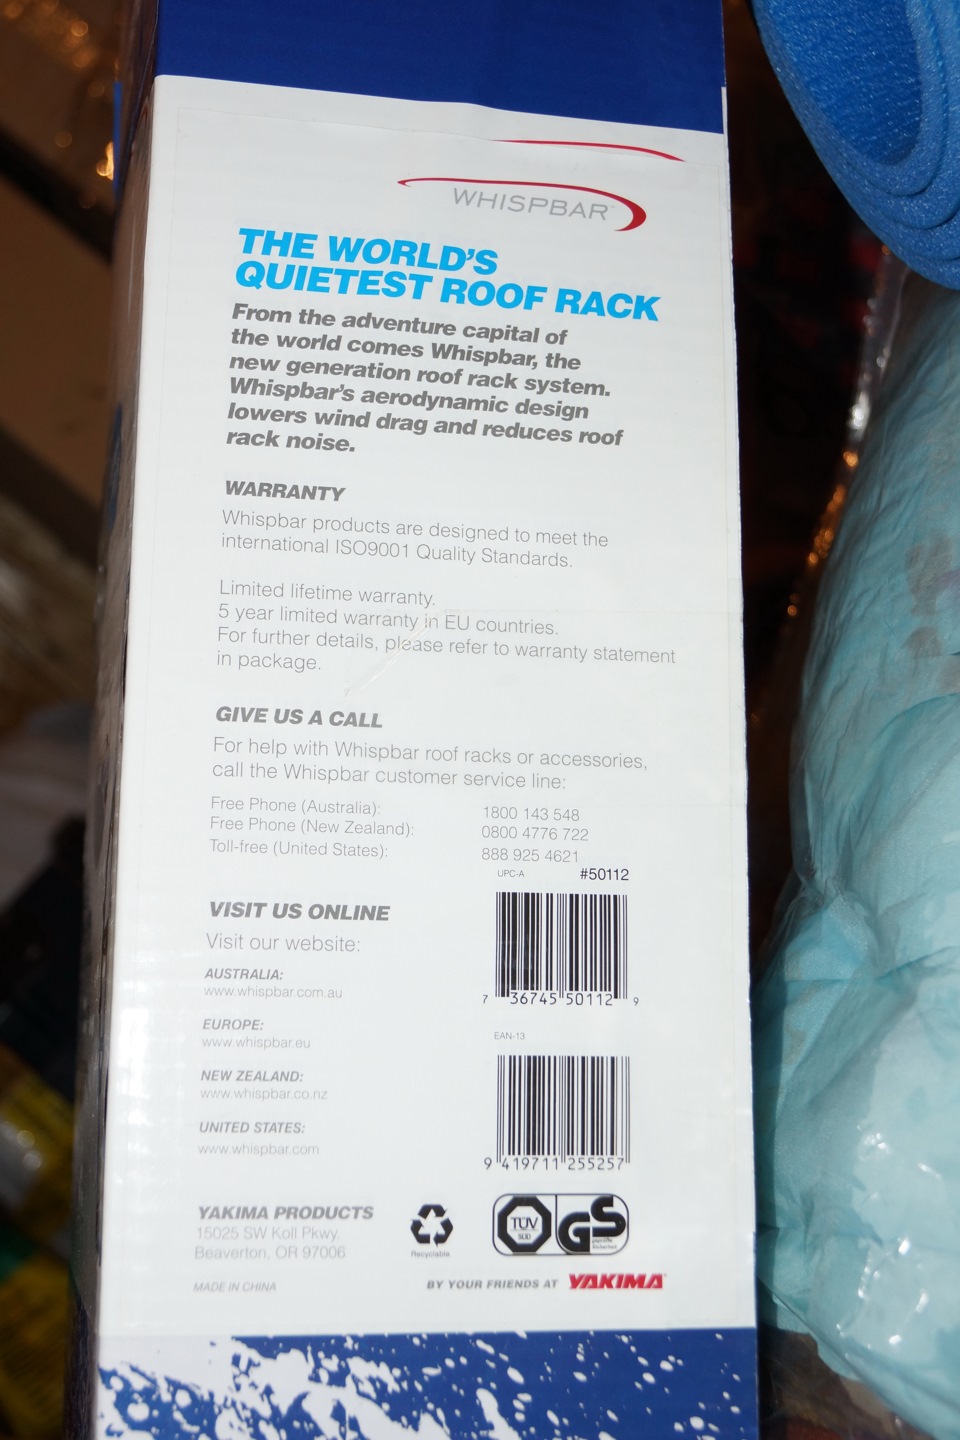 WHISPBAR
THE WORLD'S
QUIETEST ROOF RACK
From the adventure capital of
the world comes Whispbar, the
new generation roof rack system.
Whispbar's aerodynamic design
lowers wind drag and reduces roof
rack noise.
WARRANTY
Whispbar products are designed to meet the
international ISO9001 Quality Standards.
Limited lifetime warranty.
5 year limited warranty in EU countries.
For further details, please refer to warranty statement
in package.
GIVE US A CALL
For help with Whispbar roof racks or accessories,
call the Whispbar customer service line:
Free Phone (Australia): 1800 143 548
Free Phone (New Zealand): 0800 4776 722
Toll-free (United States): 888 925 4621
UPC-A #50112
7 36745 50112 9
VISIT US ONLINE
Visit our website:
AUSTRALIA:
www.whispbar.com.au
EUROPE:
www.whispbar.eu
NEW ZEALAND:
www.whispbar.co.nz
UNITED STATES:
www.whispbar.com
EAN-13
9 419711 255257
YAKIMA PRODUCTS
15025 SW Koll Pkwy.
Beaverton, OR 97006
MADE IN CHINA
Recyclable
TÜV
SÜD
GS
geprüfte
Sicherheit
BY YOUR FRIENDS AT YAKIMA